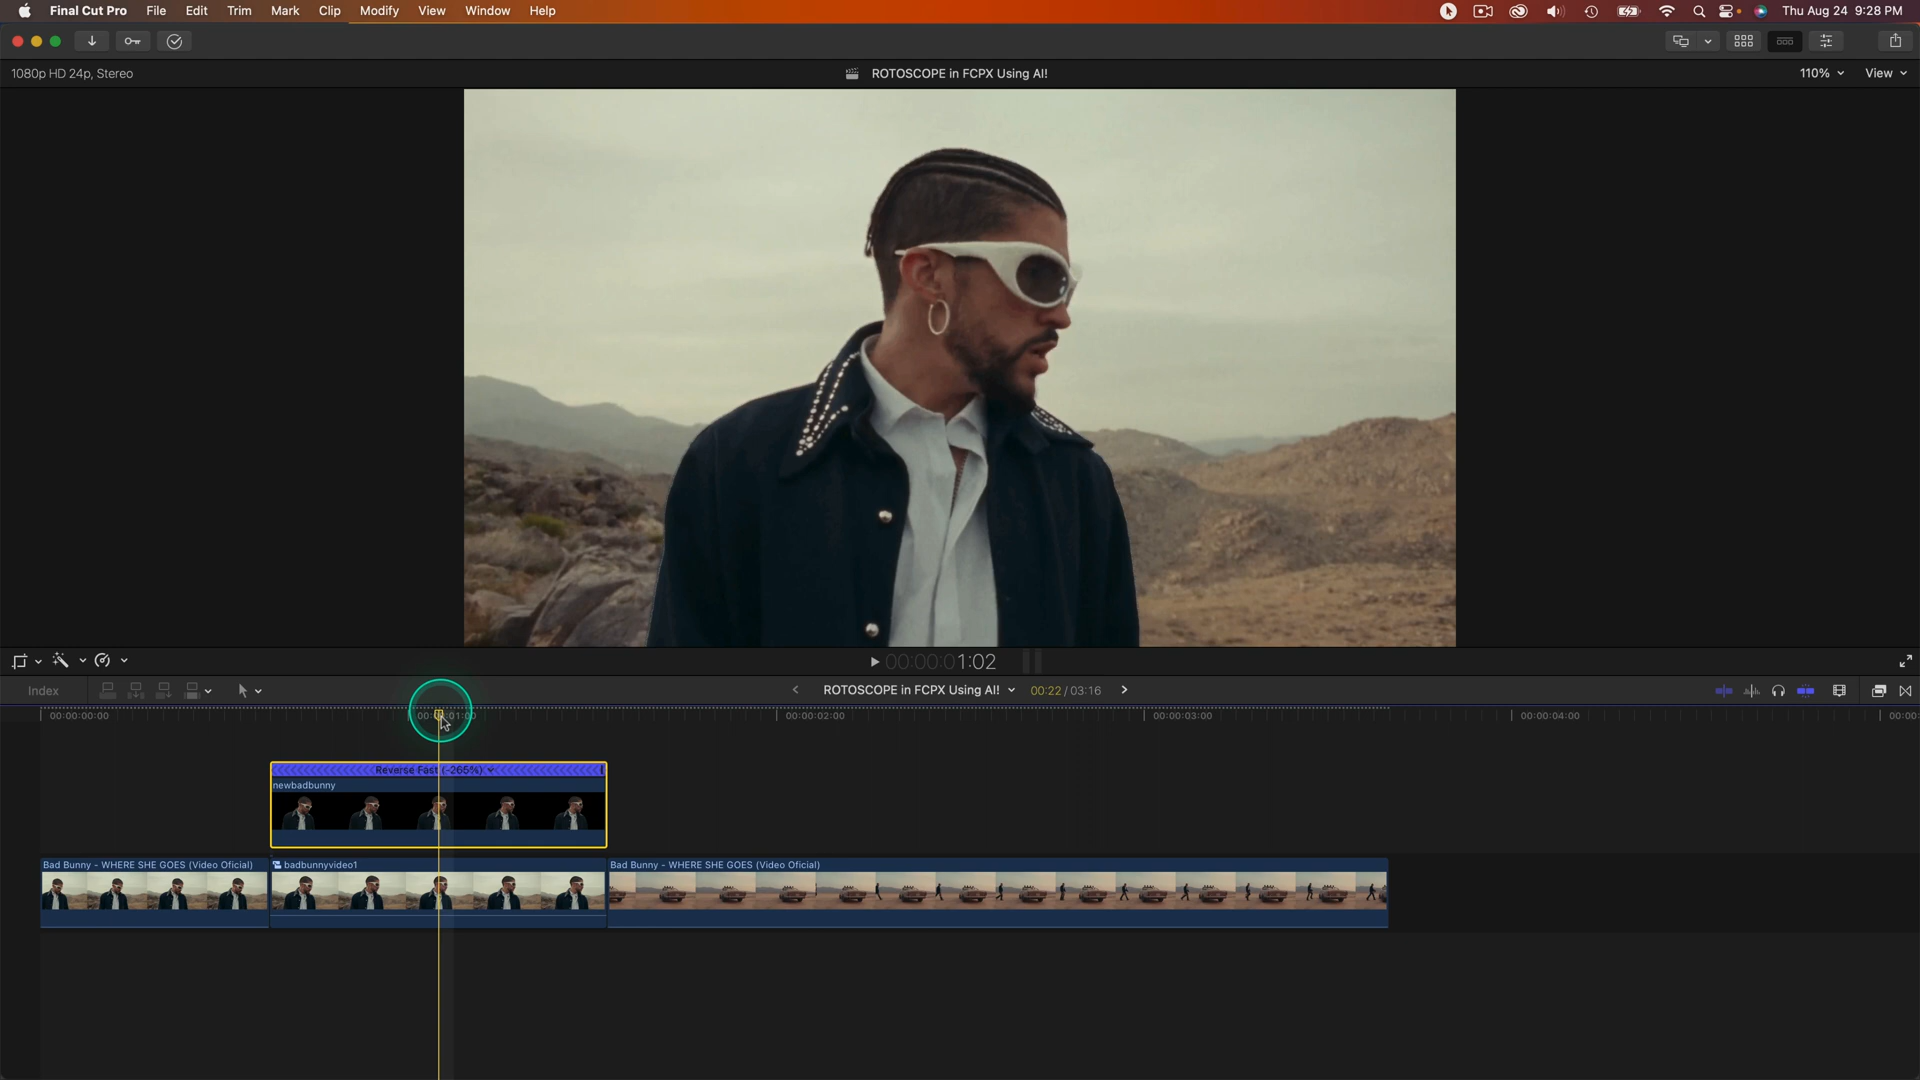 Final Cut Pro File Edit Trim Mark Clip Modify View Window Help Thu Aug 24 9:28 PM
1080p HD 24p, Stereo ROTOSCOPE in FCPX Using AI! 110% View
00:00:01:02
Index ROTOSCOPE in FCPX Using AI! 00:22 / 03:16
00:00:00:00 00:00:02:00 00:00:03:00 00:00:04:00
Reverse Fast (-265%)
newbadbunny
Bad Bunny - WHERE SHE GOES (Video Oficial) badbunnyvideo1 Bad Bunny - WHERE SHE GOES (Video Oficial)